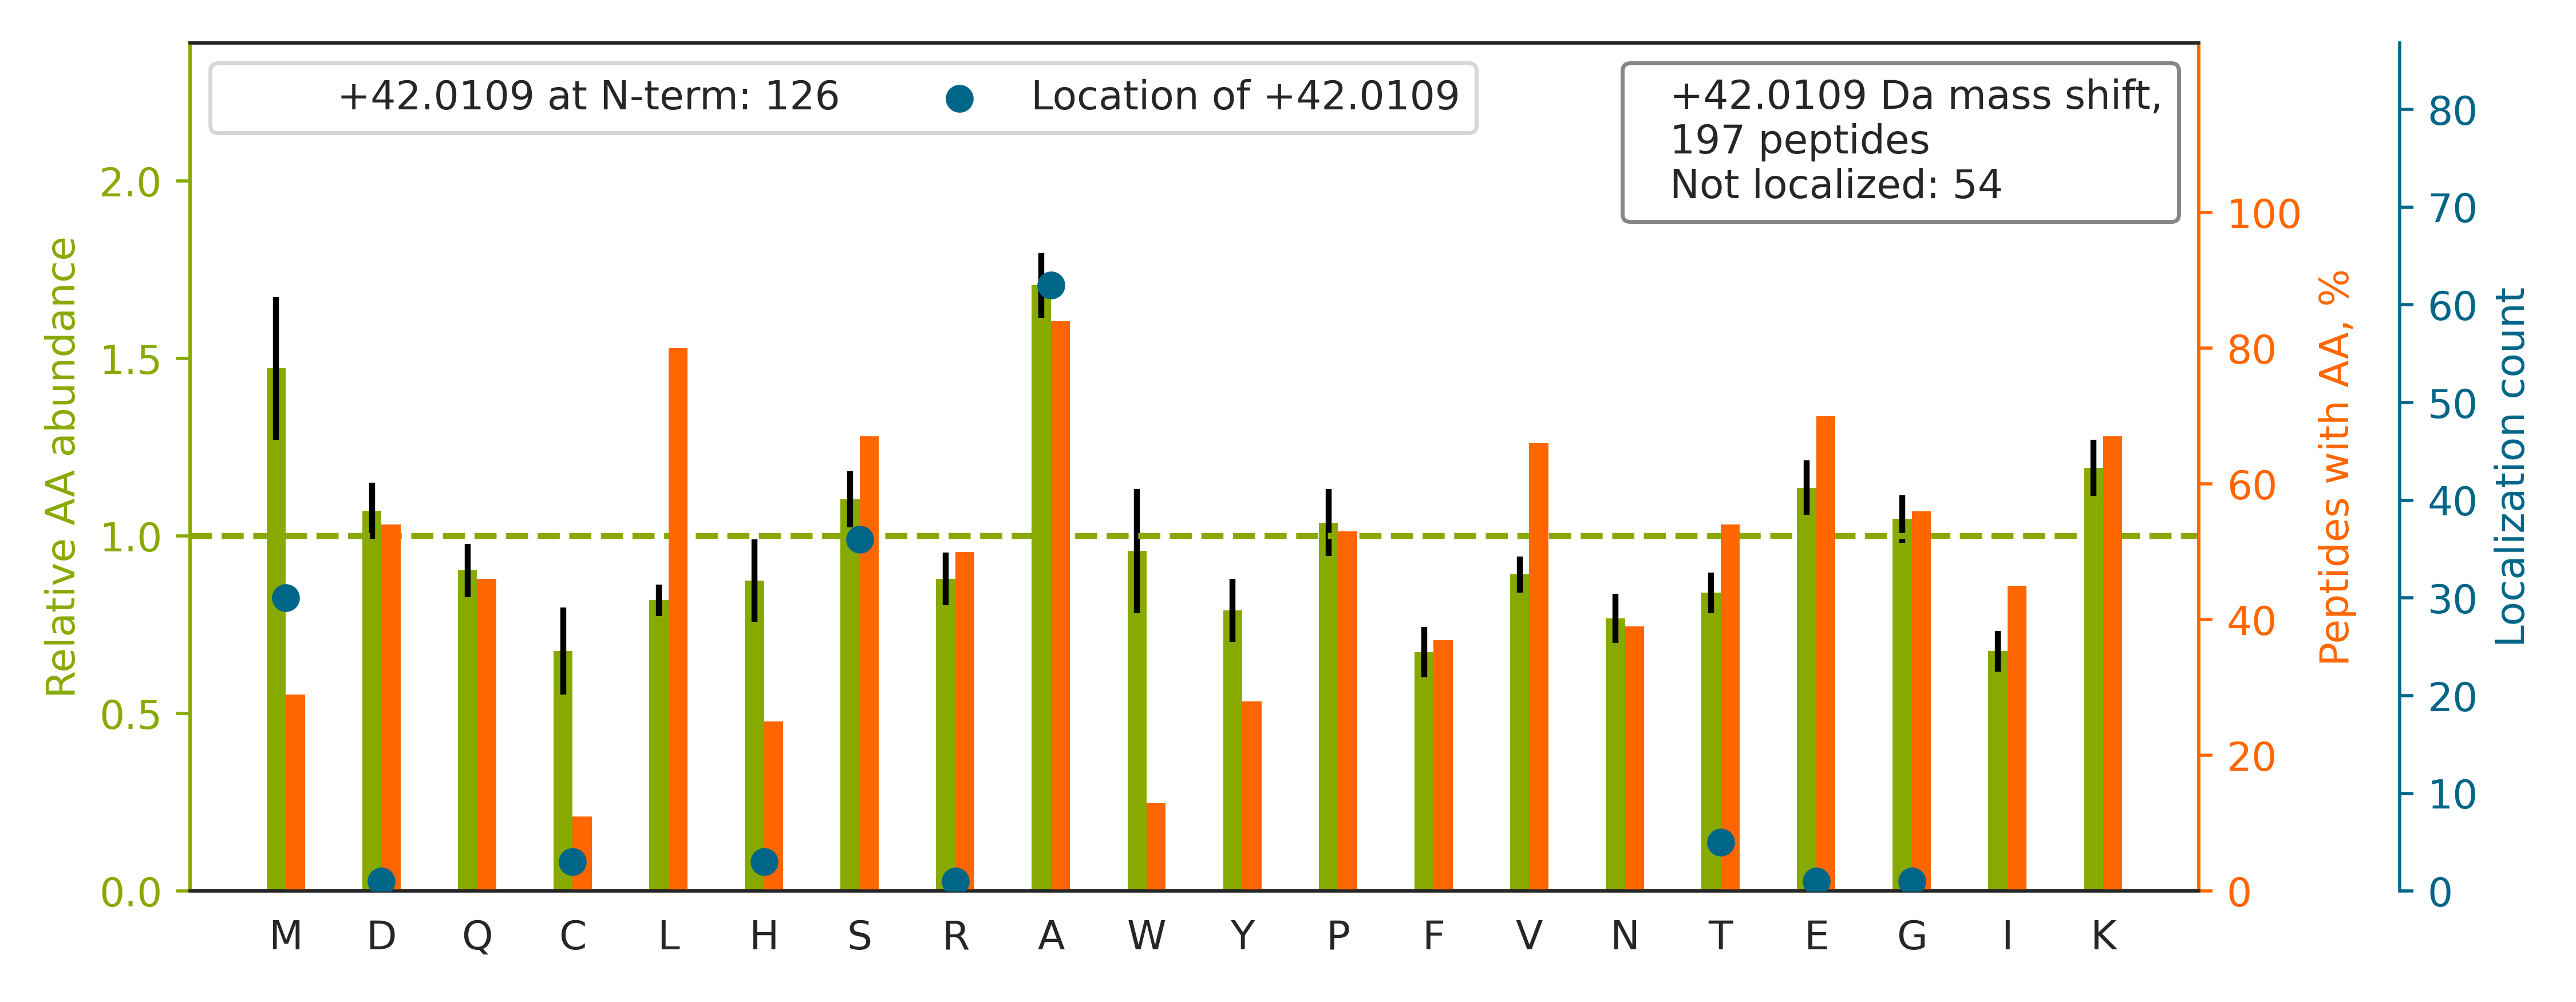 +42.0109 at N-term: 126
Location of +42.0109
+42.0109 Da mass shift,
197 peptides
Not localized: 54
Relative AA abundance
2.0
1.5
1.0
0.5
0.0
M D Q C L H S R A W Y P F V N T E G I K
100
80
60
40
20
0
Peptides with AA, %
80
70
60
50
40
30
20
10
0
Localization count